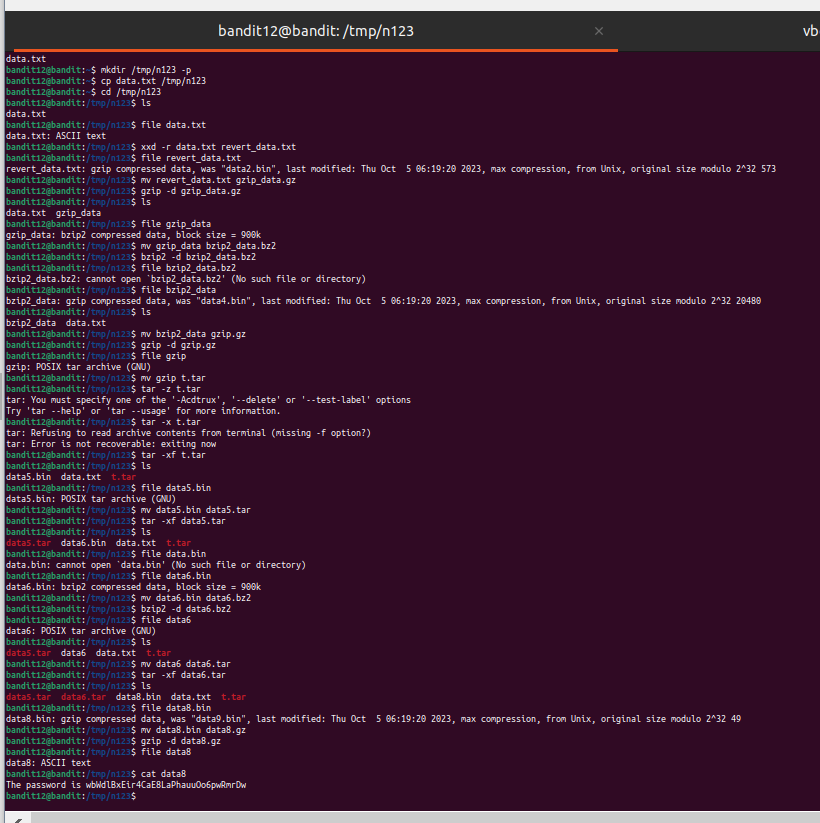 bandit12@bandit: /tmp/n123
×
vb
data.txt
bandit12@bandit:~$ mkdir /tmp/n123 -p
bandit12@bandit:~$ cp data.txt /tmp/n123
bandit12@bandit:~$ cd /tmp/n123
bandit12@bandit:/tmp/n123$ ls
data.txt
bandit12@bandit:/tmp/n123$ file data.txt
data.txt: ASCII text
bandit12@bandit:/tmp/n123$ xxd -r data.txt revert_data.txt
bandit12@bandit:/tmp/n123$ file revert_data.txt
revert_data.txt: gzip compressed data, was "data2.bin", last modified: Thu Oct  5 06:19:20 2023, max compression, from Unix, original size modulo 2^32 573
bandit12@bandit:/tmp/n123$ mv revert_data.txt gzip_data.gz
bandit12@bandit:/tmp/n123$ gzip -d gzip_data.gz
bandit12@bandit:/tmp/n123$ ls
data.txt  gzip_data
bandit12@bandit:/tmp/n123$ file gzip_data
gzip_data: bzip2 compressed data, block size = 900k
bandit12@bandit:/tmp/n123$ mv gzip_data bzip2_data.bz2
bandit12@bandit:/tmp/n123$ bzip2 -d bzip2_data.bz2
bandit12@bandit:/tmp/n123$ file bzip2_data.bz2
bzip2_data.bz2: cannot open `bzip2_data.bz2' (No such file or directory)
bandit12@bandit:/tmp/n123$ file bzip2_data
bzip2_data: gzip compressed data, was "data4.bin", last modified: Thu Oct  5 06:19:20 2023, max compression, from Unix, original size modulo 2^32 20480
bandit12@bandit:/tmp/n123$ ls
bzip2_data  data.txt
bandit12@bandit:/tmp/n123$ mv bzip2_data gzip.gz
bandit12@bandit:/tmp/n123$ gzip -d gzip.gz
bandit12@bandit:/tmp/n123$ file gzip
gzip: POSIX tar archive (GNU)
bandit12@bandit:/tmp/n123$ mv gzip t.tar
bandit12@bandit:/tmp/n123$ tar -z t.tar
tar: You must specify one of the '-Acdtrux', '--delete' or '--test-label' options
Try 'tar --help' or 'tar --usage' for more information.
bandit12@bandit:/tmp/n123$ tar -x t.tar
tar: Refusing to read archive contents from terminal (missing -f option?)
tar: Error is not recoverable: exiting now
bandit12@bandit:/tmp/n123$ tar -xf t.tar
bandit12@bandit:/tmp/n123$ ls
data5.bin  data.txt  t.tar
bandit12@bandit:/tmp/n123$ file data5.bin
data5.bin: POSIX tar archive (GNU)
bandit12@bandit:/tmp/n123$ mv data5.bin data5.tar
bandit12@bandit:/tmp/n123$ tar -xf data5.tar
bandit12@bandit:/tmp/n123$ ls
data5.tar  data6.bin  data.txt  t.tar
bandit12@bandit:/tmp/n123$ file data.bin
data.bin: cannot open `data.bin' (No such file or directory)
bandit12@bandit:/tmp/n123$ file data6.bin
data6.bin: bzip2 compressed data, block size = 900k
bandit12@bandit:/tmp/n123$ mv data6.bin data6.bz2
bandit12@bandit:/tmp/n123$ bzip2 -d data6.bz2
bandit12@bandit:/tmp/n123$ file data6
data6: POSIX tar archive (GNU)
bandit12@bandit:/tmp/n123$ ls
data5.tar  data6  data.txt  t.tar
bandit12@bandit:/tmp/n123$ mv data6 data6.tar
bandit12@bandit:/tmp/n123$ tar -xf data6.tar
bandit12@bandit:/tmp/n123$ ls
data5.tar  data6.tar  data8.bin  data.txt  t.tar
bandit12@bandit:/tmp/n123$ file data8.bin
data8.bin: gzip compressed data, was "data9.bin", last modified: Thu Oct  5 06:19:20 2023, max compression, from Unix, original size modulo 2^32 49
bandit12@bandit:/tmp/n123$ mv data8.bin data8.gz
bandit12@bandit:/tmp/n123$ gzip -d data8.gz
bandit12@bandit:/tmp/n123$ file data8
data8: ASCII text
bandit12@bandit:/tmp/n123$ cat data8
The password is wbWdlBxEir4CaE8LaPhauuOo6pwRmrDw
bandit12@bandit:/tmp/n123$